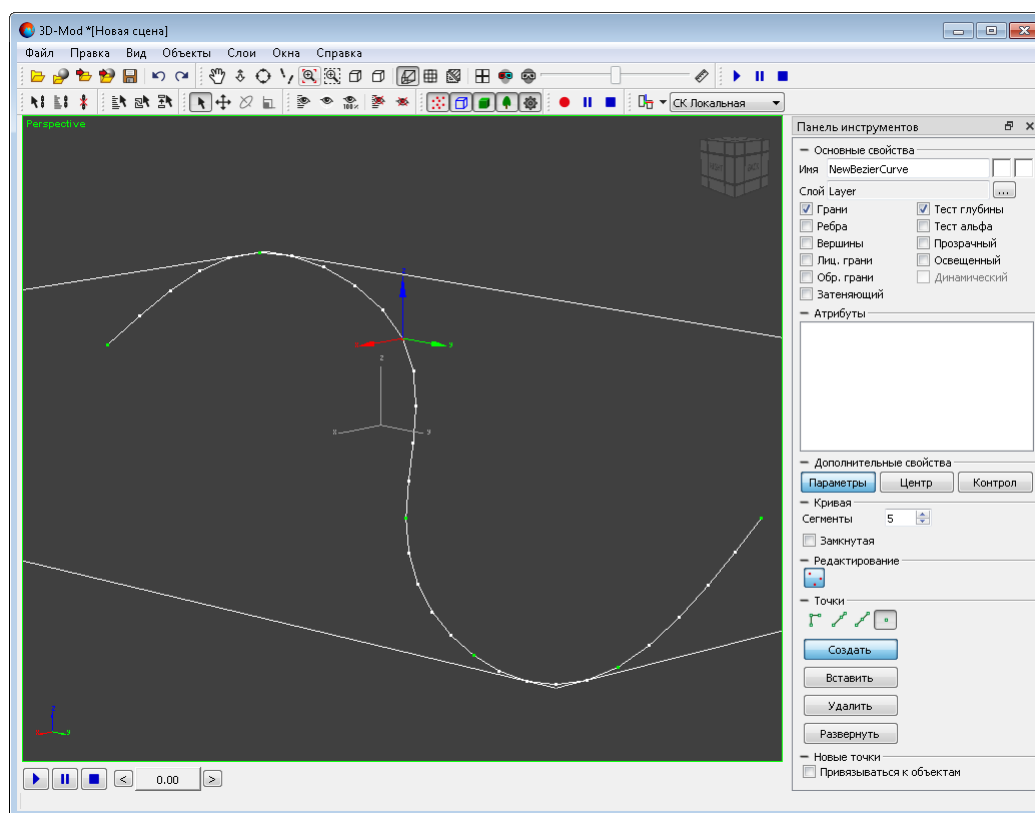 3D-Mod *[Новая сцена]
Файл Правка Вид Объекты Слои Окна Справка
100%
СК Локальная
Perspective
Панель инструментов
Основные свойства
Имя NewBezierCurve
Слой Layer ...
Грани Тест глубины
Ребра Тест альфа
Вершины Прозрачный
Лиц. грани Освещенный
Обр. грани Динамический
Затеняющий
Атрибуты
Дополнительные свойства
Параметры Центр Контрол
Кривая
Сегменты 5
Замкнутая
Редактирование
Точки
Создать
Вставить
Удалить
Развернуть
Новые точки
Привязываться к объектам
z
y
z
y
z
y
< 0.00 >